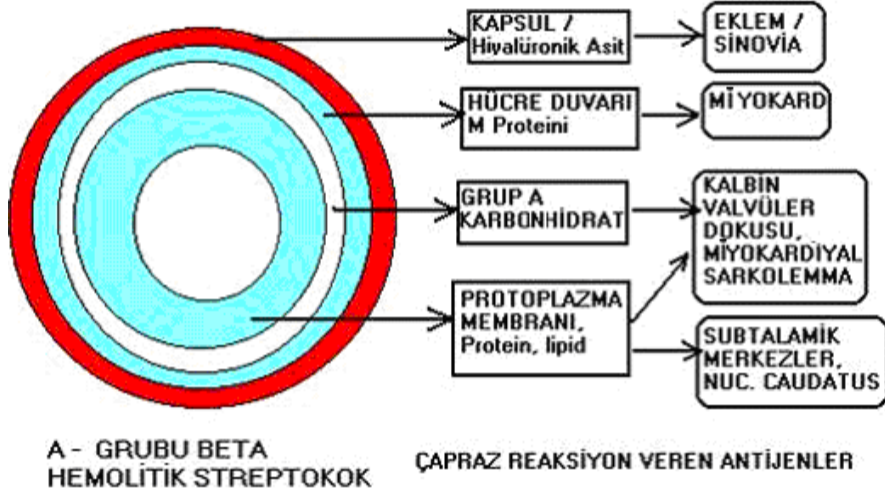 KAPSUL /
Hiyalüronik Asit
EKLEM /
SİNOVIA
HÜCRE DUVARI
M Proteini
MİYOKARD
GRUP A
KARBONHİDRAT
KALBİN
VALVÜLER
DOKUSU,
MİYOKARDİYAL
SARKOLEMMA
PROTOPLAZMA
MEMBRANI,
Protein, lipid
SUBTALAMİK
MERKEZLER,
NUC. CAUDATUS
A - GRUBU BETA
HEMOLİTİK STREPTOKOK
ÇAPRAZ REAKSİYON VEREN ANTİJENLER